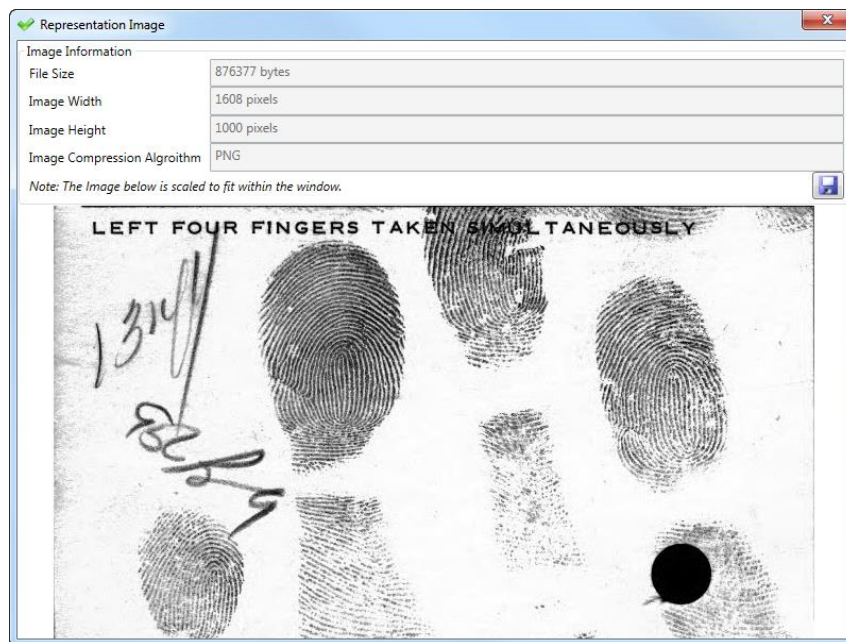 Representation Image
Image Information
File Size 876377 bytes
Image Width 1608 pixels
Image Height 1000 pixels
Image Compression Algroithm PNG
Note: The Image below is scaled to fit within the window.
LEFT FOUR FINGERS TAKEN SIMULTANEOUSLY